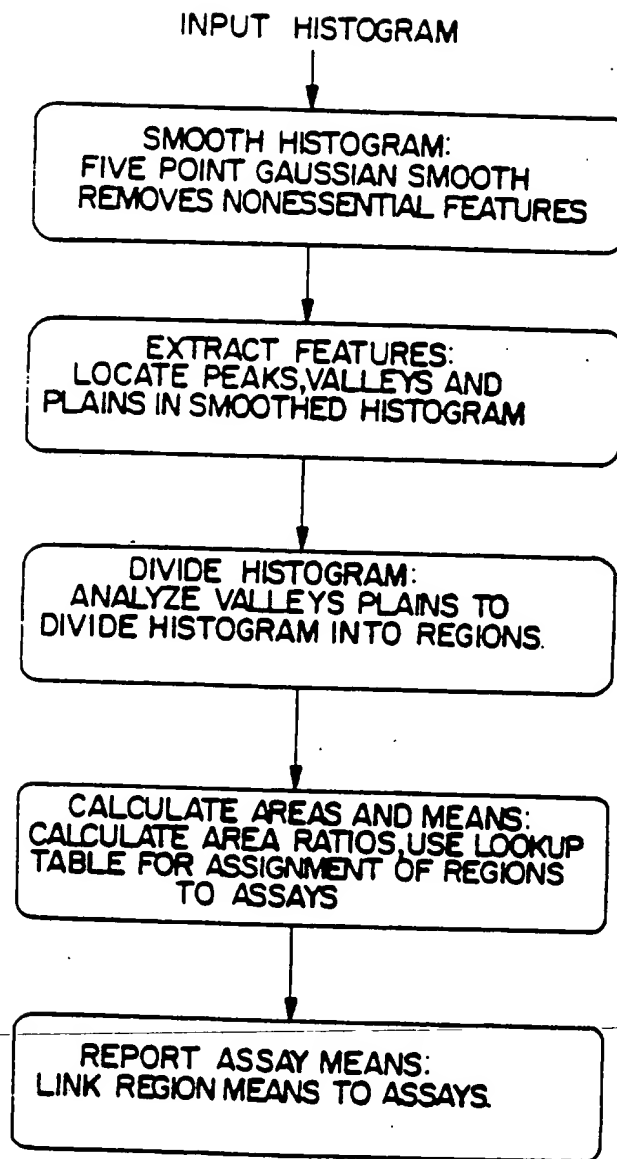 INPUT HISTOGRAM
SMOOTH HISTOGRAM:
FIVE POINT GAUSSIAN SMOOTH
REMOVES NONESSENTIAL FEATURES
EXTRACT FEATURES:
LOCATE PEAKS,VALLEYS AND
PLAINS IN SMOOTHED HISTOGRAM
DIVIDE HISTOGRAM:
ANALYZE VALLEYS PLAINS TO
DIVIDE HISTOGRAM INTO REGIONS.
CALCULATE AREAS AND MEANS:
CALCULATE AREA RATIOS,USE LOOKUP
TABLE FOR ASSIGNMENT OF REGIONS
TO ASSAYS
REPORT ASSAY MEANS:
LINK REGION MEANS TO ASSAYS.